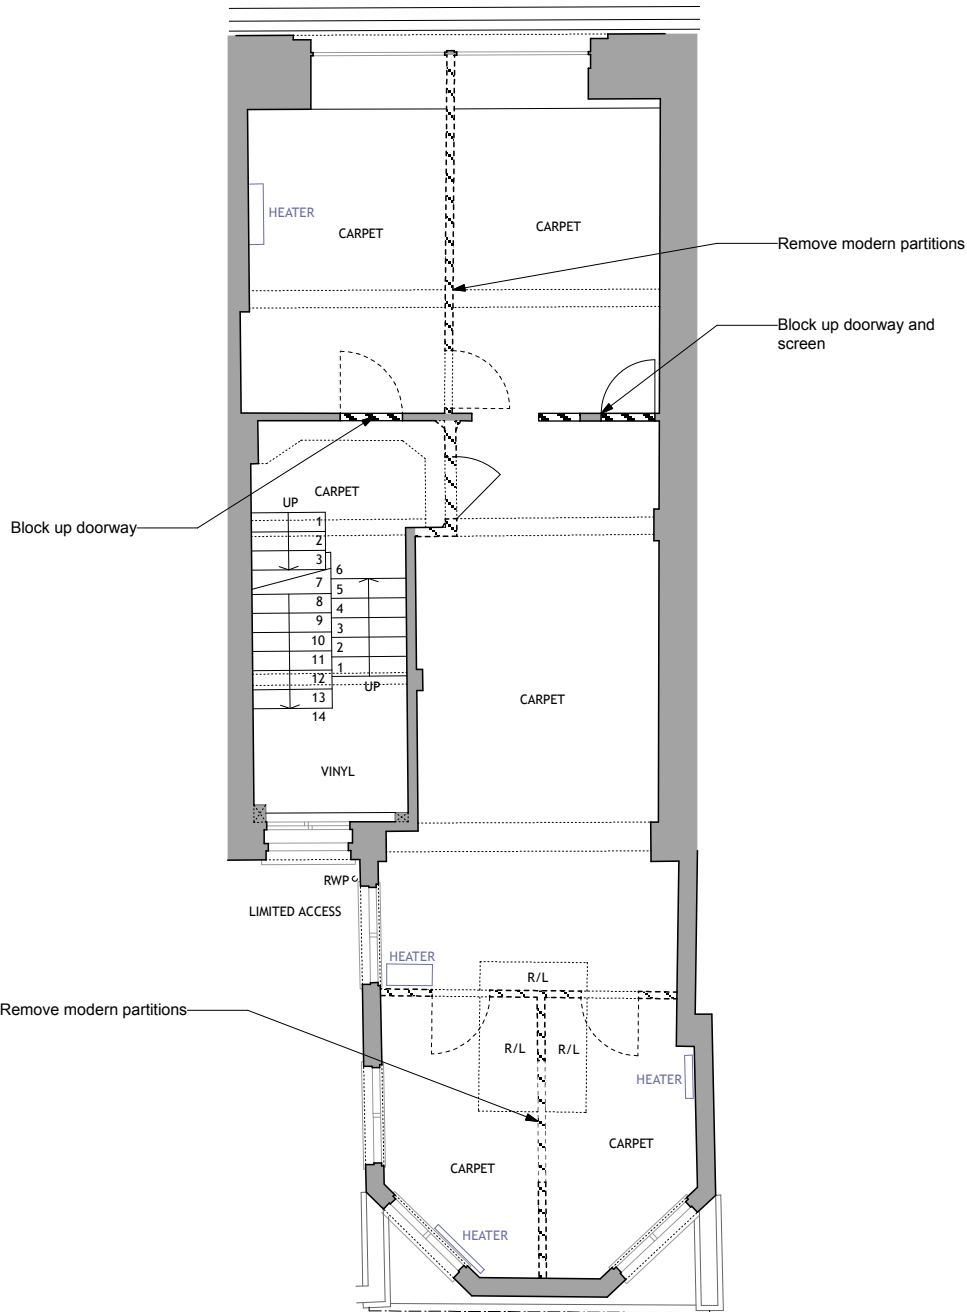 HEATER
CARPET
CARPET
Remove modern partitions
Block up doorway and
screen
CARPET
UP
Block up doorway
1
2
3
6
7
5
8
4
9
3
10
2
11
1
12
UP
13
14
CARPET
VINYL
RWP
LIMITED ACCESS
HEATER
R/L
Remove modern partitions
R/L
R/L
HEATER
CARPET
CARPET
HEATER